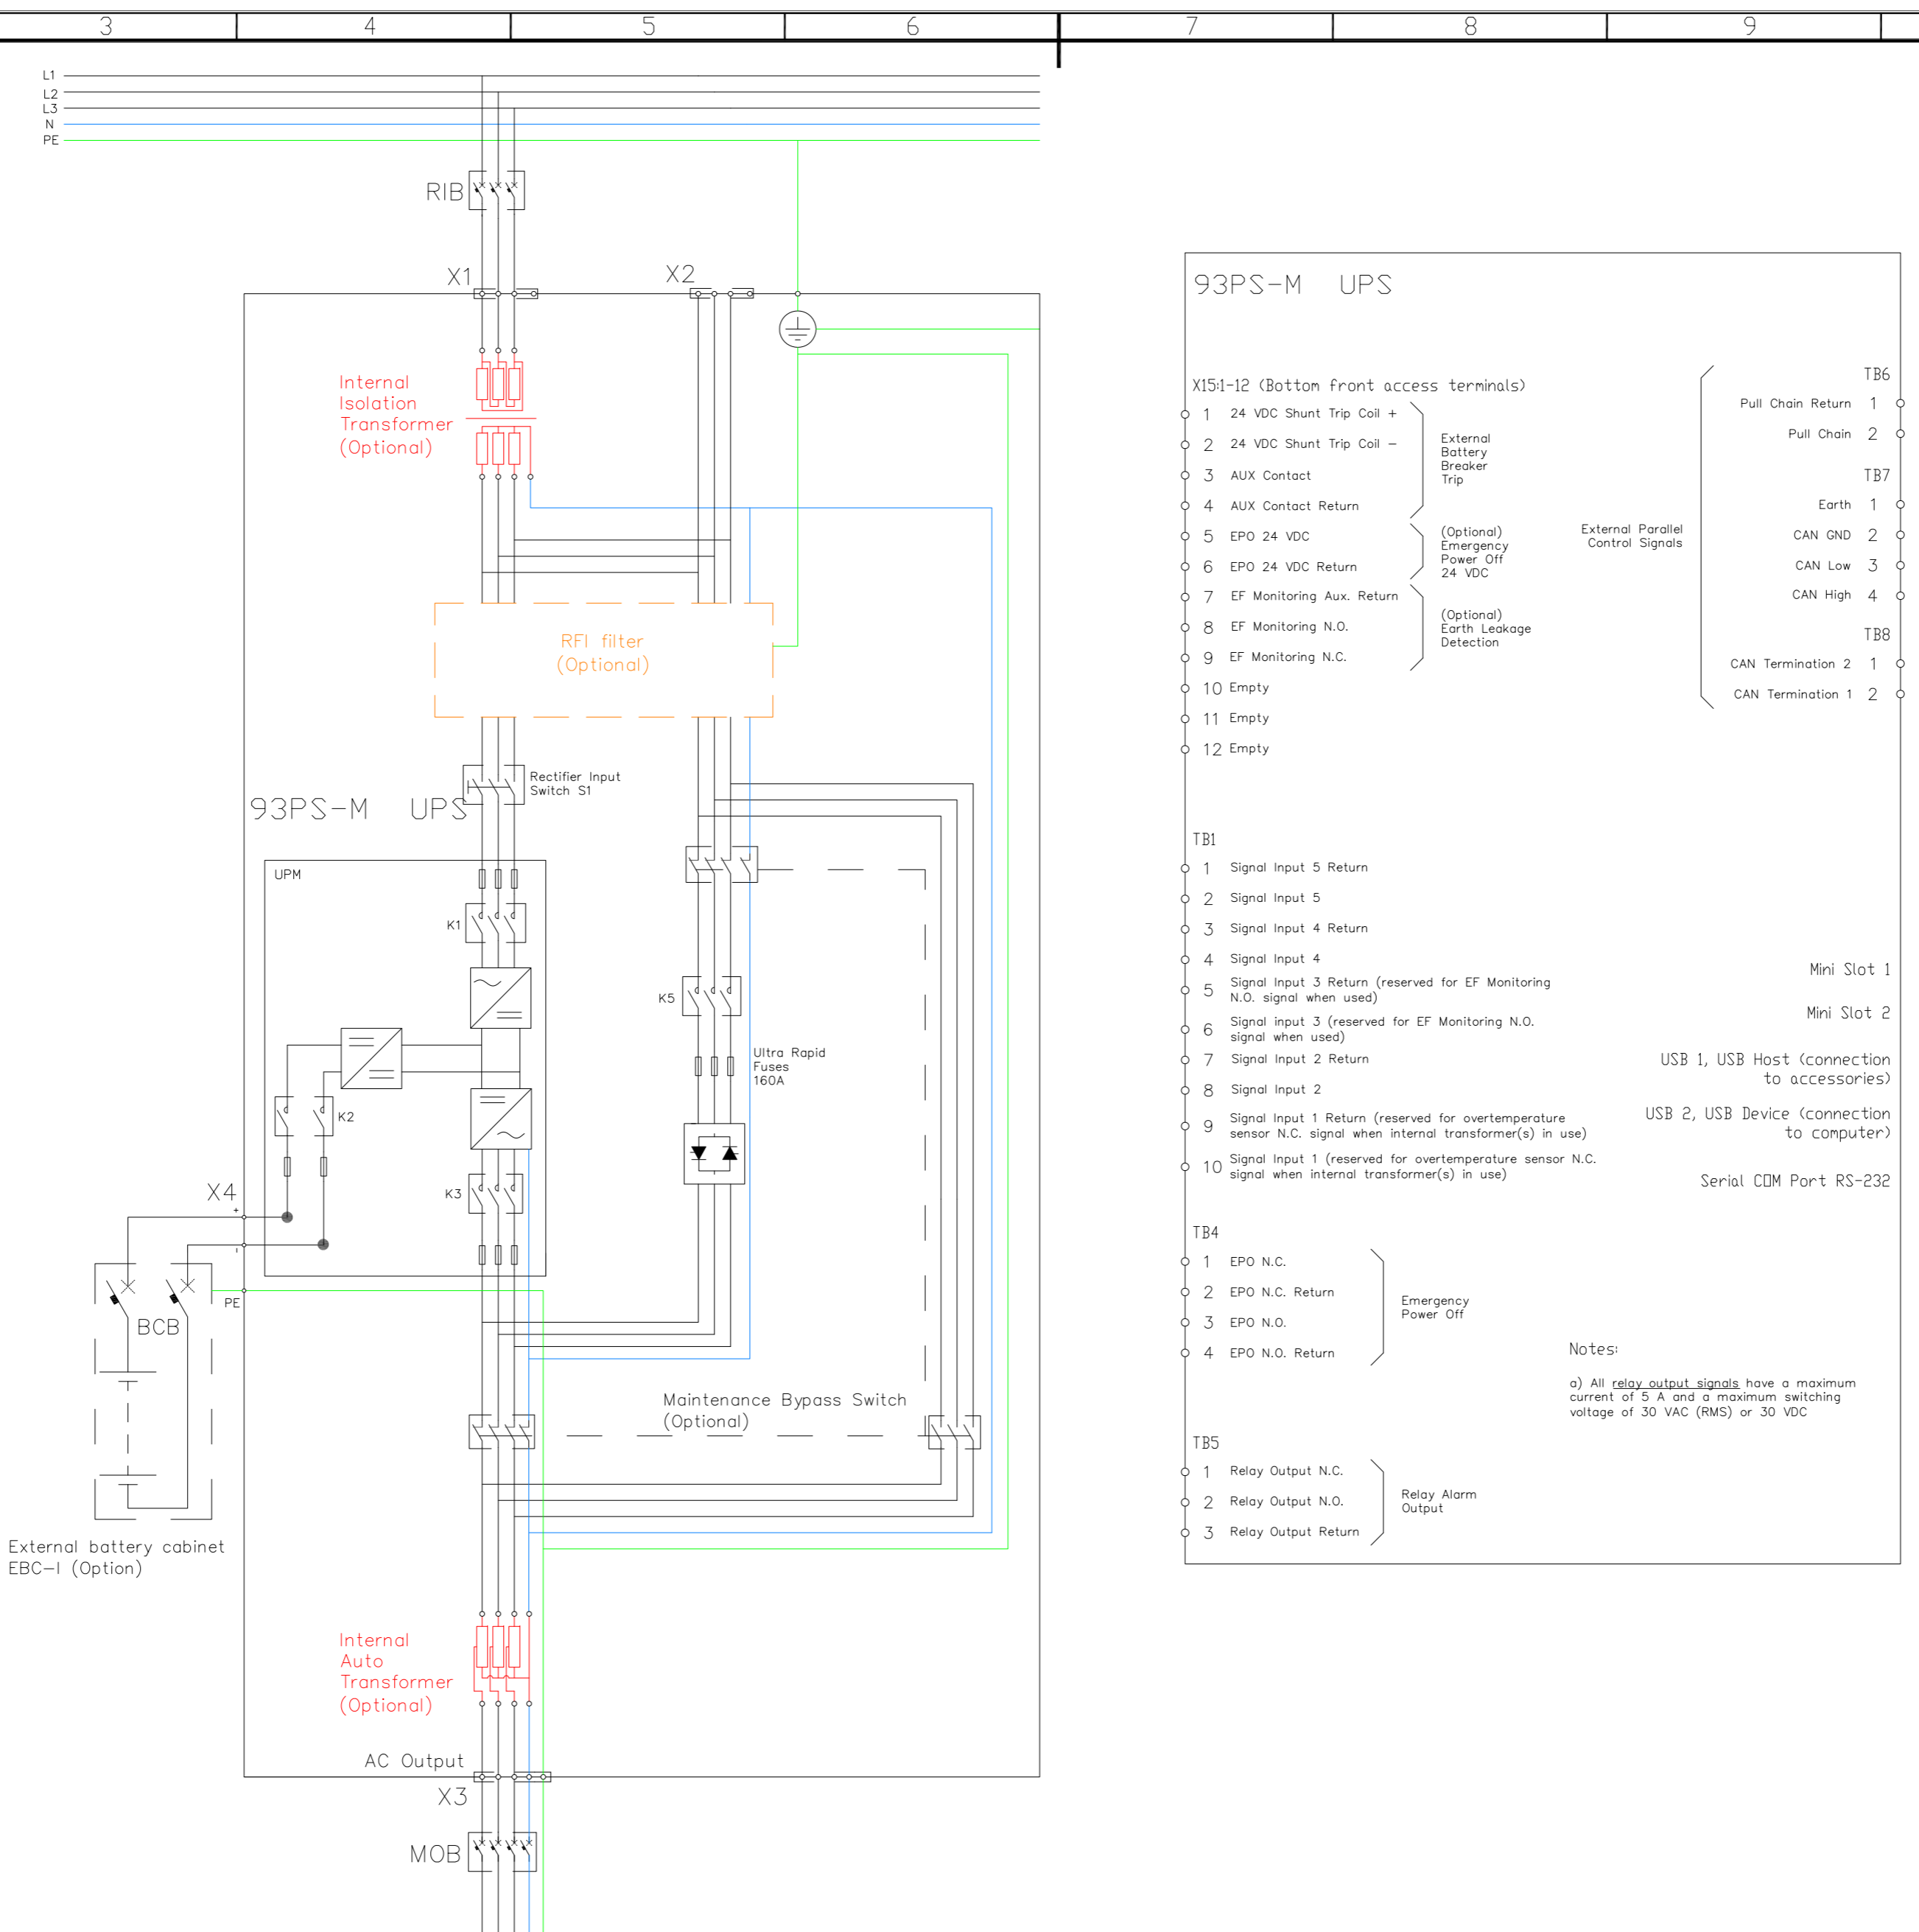 3
4
5
6
7
8
9
L1
L2
L3
N
PE
RIB
X1
X2
Internal
Isolation
Transformer
(Optional)
RFI filter
(Optional)
Rectifier Input
Switch S1
93PS-M UPS
UPM
K1
K5
Ultra Rapid
Fuses
160A
K2
K3
X4
+
-
PE
BCB
Maintenance Bypass Switch
(Optional)
External battery cabinet
EBC-I (Option)
Internal
Auto
Transformer
(Optional)
AC Output
X3
MOB
93PS-M UPS
X15:1-12 (Bottom front access terminals)
1 24 VDC Shunt Trip Coil +
2 24 VDC Shunt Trip Coil -
3 AUX Contact
4 AUX Contact Return
External
Battery
Breaker
Trip
5 EPO 24 VDC
6 EPO 24 VDC Return
(Optional)
Emergency
Power Off
24 VDC
7 EF Monitoring Aux. Return
8 EF Monitoring N.O.
9 EF Monitoring N.C.
(Optional)
Earth Leakage
Detection
10 Empty
11 Empty
12 Empty
External Parallel
Control Signals
TB6
Pull Chain Return 1
Pull Chain 2
TB7
Earth 1
CAN GND 2
CAN Low 3
CAN High 4
TB8
CAN Termination 2 1
CAN Termination 1 2
TB1
1 Signal Input 5 Return
2 Signal Input 5
3 Signal Input 4 Return
4 Signal Input 4
5 Signal Input 3 Return (reserved for EF Monitoring
N.O. signal when used)
6 Signal input 3 (reserved for EF Monitoring N.O.
signal when used)
7 Signal Input 2 Return
8 Signal Input 2
9 Signal Input 1 Return (reserved for overtemperature
sensor N.C. signal when internal transformer(s) in use)
10 Signal Input 1 (reserved for overtemperature sensor N.C.
signal when internal transformer(s) in use)
Mini Slot 1
Mini Slot 2
USB 1, USB Host (connection
to accessories)
USB 2, USB Device (connection
to computer)
Serial COM Port RS-232
TB4
1 EPO N.C.
2 EPO N.C. Return
3 EPO N.O.
4 EPO N.O. Return
Emergency
Power Off
TB5
1 Relay Output N.C.
2 Relay Output N.O.
3 Relay Output Return
Relay Alarm
Output
Notes:
a) All relay output signals have a maximum
current of 5 A and a maximum switching
voltage of 30 VAC (RMS) or 30 VDC